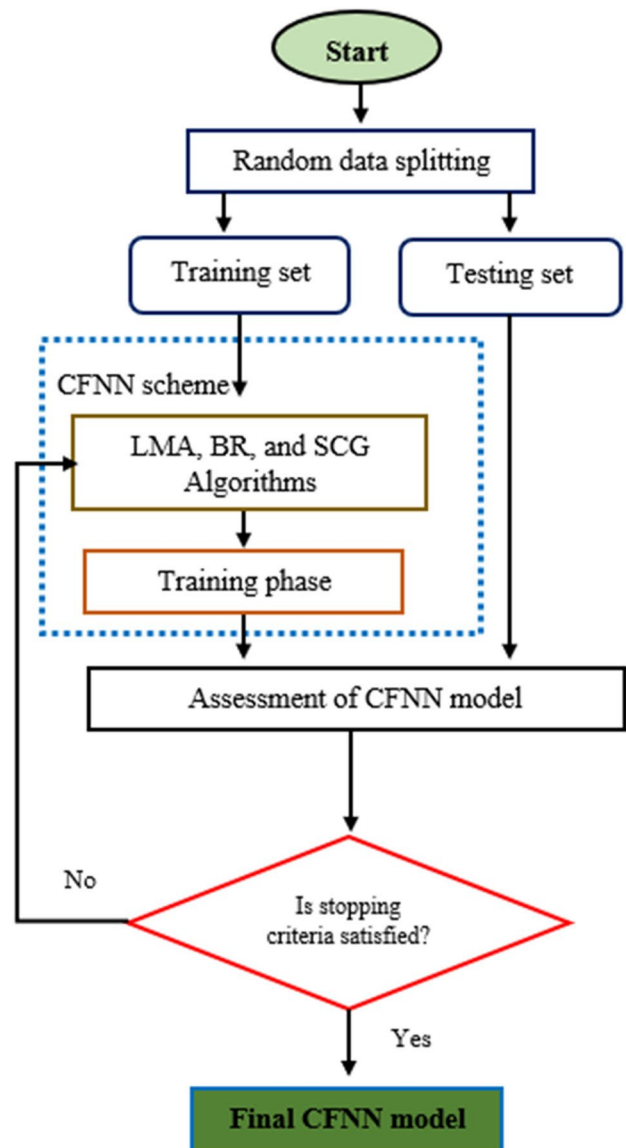 Start
Random data splitting
Training set
Testing set
CFNN scheme
LMA, BR, and SCG
Algorithms
Training phase
Assessment of CFNN model
No
Is stopping
criteria satisfied?
Yes
Final CFNN model